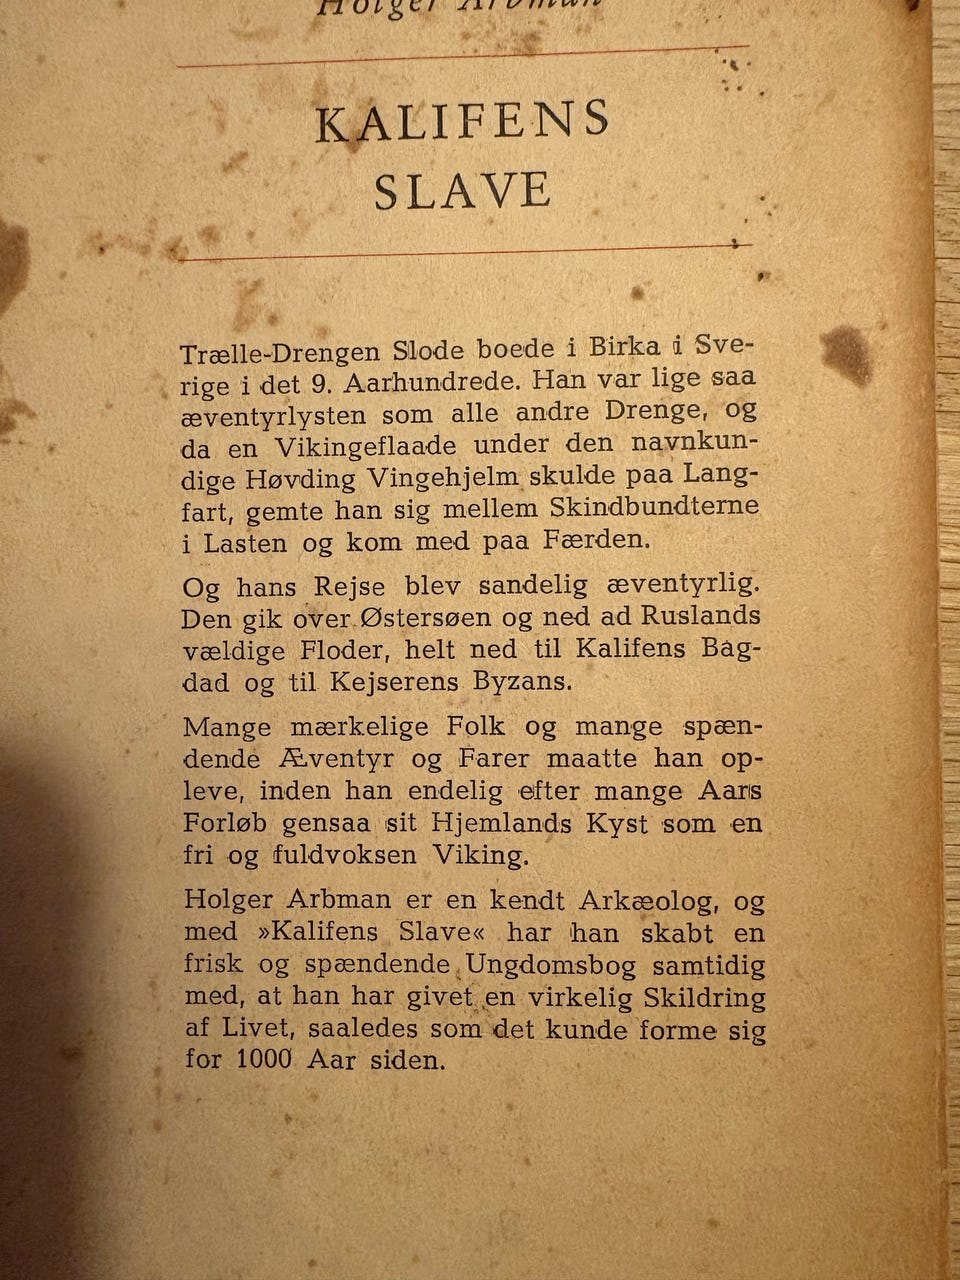 Holger Arbman
KALIFENS
SLAVE
Trælle-Drengen Slode boede i Birka i Sve-
rige i det 9. Aarhundrede. Han var lige saa
æventyrlysten som alle andre Drenge, og
da en Vikingeflaade under den navnkun-
dige Høvding Vingehjelm skulde paa Lang-
fart, gemte han sig mellem Skindbundterne
i Lasten og kom med paa Færden.
Og hans Rejse blev sandelig æventyrlig.
Den gik over Østersøen og ned ad Ruslands
vældige Floder, helt ned til Kalifens Bag-
dad og til Kejserens Byzans.
Mange mærkelige Folk og mange spæn-
dende Æventyr og Farer maatte han op-
leve, inden han endelig efter mange Aars
Forløb gensaa sit Hjemlands Kyst som en
fri og fuldvoksen Viking.
Holger Arbman er en kendt Arkæolog, og
med »Kalifens Slave« har han skabt en
frisk og spændende Ungdomsbog samtidig
med, at han har givet en virkelig Skildring
af Livet, saaledes som det kunde forme sig
for 1000 Aar siden.